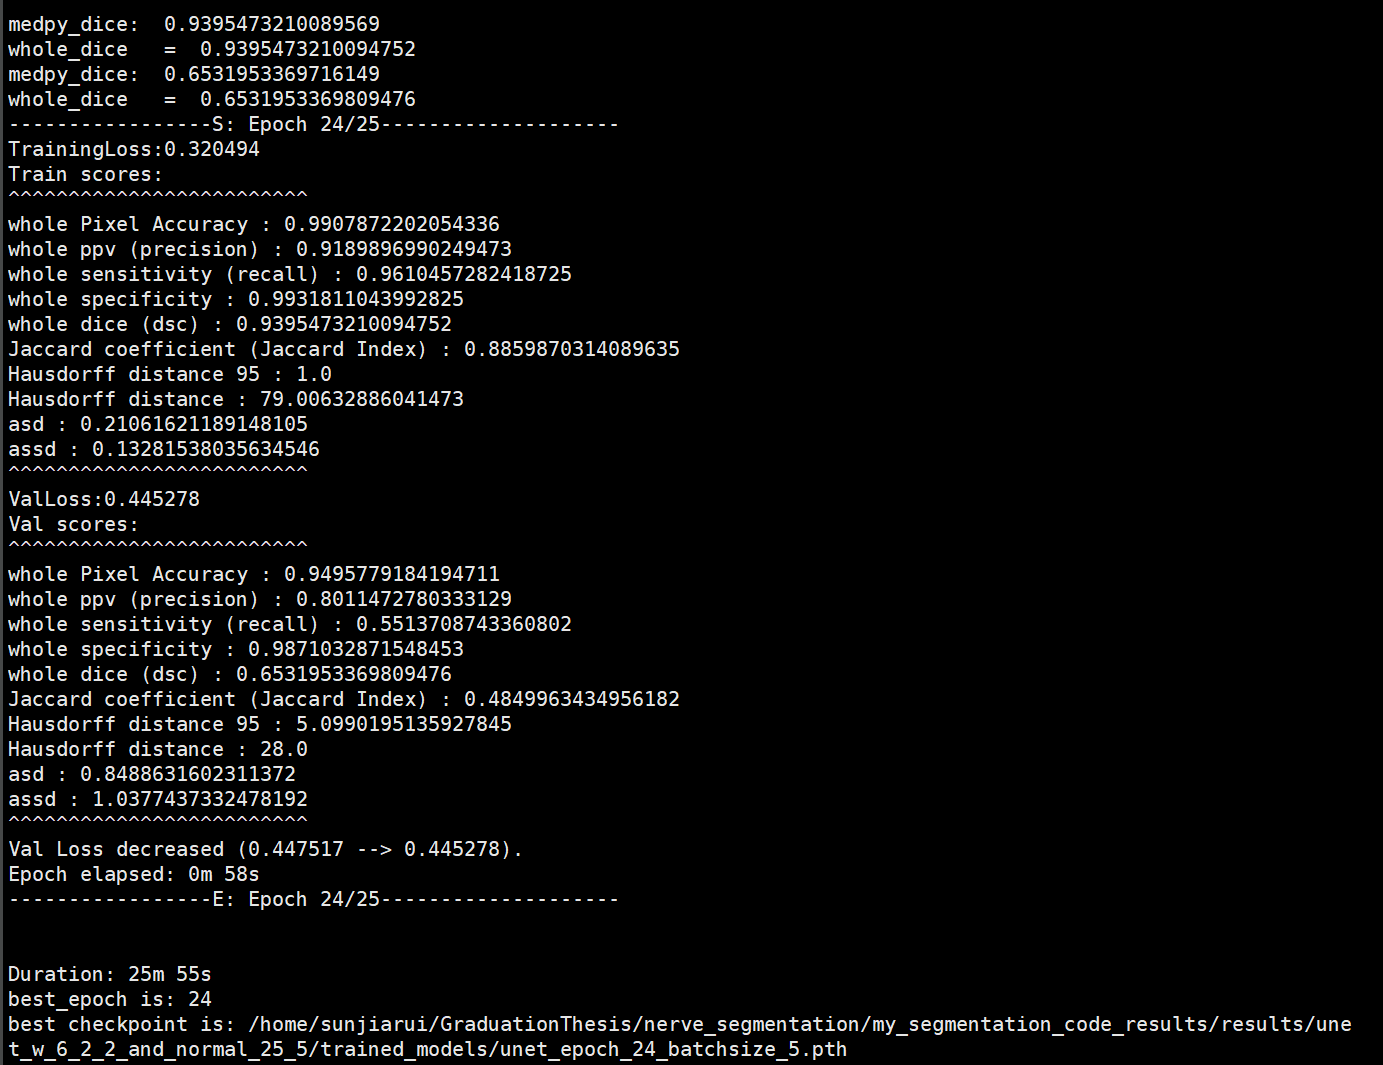 medpy_dice:  0.9395473210089569
whole_dice   =  0.9395473210094752
medpy_dice:  0.6531953369716149
whole_dice   =  0.6531953369809476
-----------------S: Epoch 24/25--------------------
TrainingLoss:0.320494
Train scores:
^^^^^^^^^^^^^^^^^^^^^^^^^
whole Pixel Accuracy : 0.9907872202054336
whole ppv (precision) : 0.9189896990249473
whole sensitivity (recall) : 0.9610457282418725
whole specificity : 0.9931811043992825
whole dice (dsc) : 0.9395473210094752
Jaccard coefficient (Jaccard Index) : 0.8859870314089635
Hausdorff distance 95 : 1.0
Hausdorff distance : 79.00632886041473
asd : 0.21061621189148105
assd : 0.13281538035634546
^^^^^^^^^^^^^^^^^^^^^^^^^
ValLoss:0.445278
Val scores:
^^^^^^^^^^^^^^^^^^^^^^^^^
whole Pixel Accuracy : 0.9495779184194711
whole ppv (precision) : 0.8011472780333129
whole sensitivity (recall) : 0.5513708743360802
whole specificity : 0.9871032871548453
whole dice (dsc) : 0.6531953369809476
Jaccard coefficient (Jaccard Index) : 0.4849963434956182
Hausdorff distance 95 : 5.0990195135927845
Hausdorff distance : 28.0
asd : 0.8488631602311372
assd : 1.0377437332478192
^^^^^^^^^^^^^^^^^^^^^^^^^
Val Loss decreased (0.447517 --> 0.445278).
Epoch elapsed: 0m 58s
-----------------E: Epoch 24/25--------------------
Duration: 25m 55s
best_epoch is: 24
best checkpoint is: /home/sunjiarui/GraduationThesis/nerve_segmentation/my_segmentation_code_results/results/une
t_w_6_2_2_and_normal_25_5/trained_models/unet_epoch_24_batchsize_5.pth